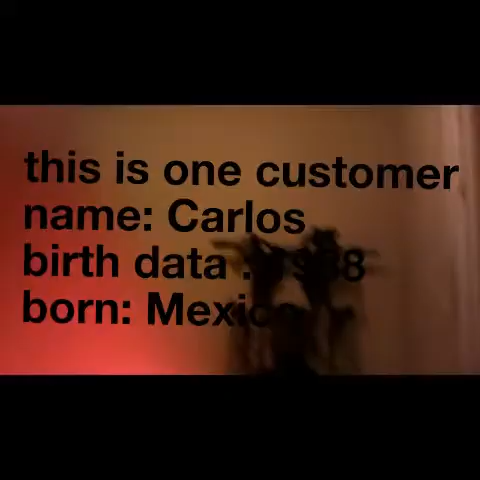 this is one customer
name: Carlos
birth data
born: Mexico